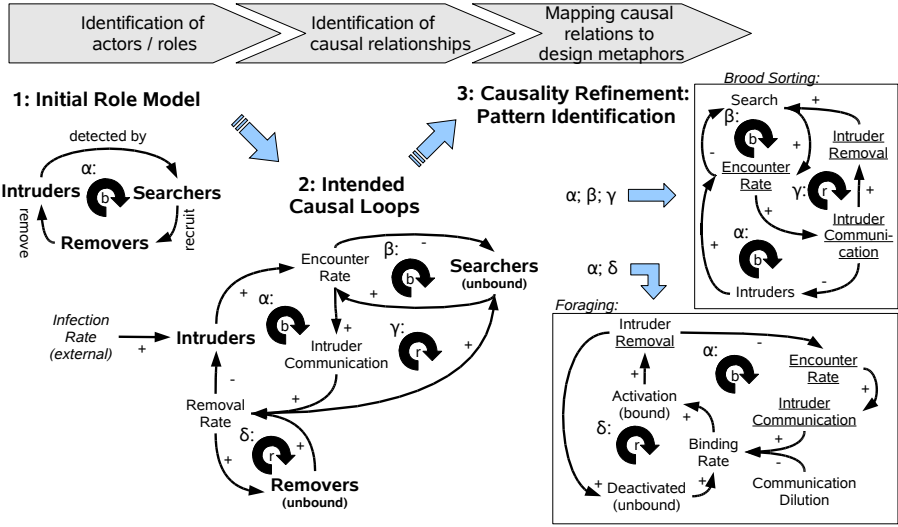 Identification of
actors / roles
Identification of
causal relationships
Mapping causal
relations to
design metaphors
1: Initial Role Model
detected by
α:
b
Intruders
Searchers
remove
recruit
Removers
2: Intended
Causal Loops
Encounter
Rate
-
β:
b
+
Searchers
(unbound)
+
α:
b
Infection
Rate
(external)
+
Intruders
+
Intruder
Communication
γ:
r
+
-
+
Removal
Rate
δ:
r
+
+
Removers
(unbound)
3: Causality Refinement:
Pattern Identification
α; β; γ
α; δ
Brood Sorting:
Search
+
β:
b
-
+
Intruder
Removal
Encounter
Rate
γ:
r
+
+
Intruder
Communi-
cation
α:
b
+
-
Intruders
Foraging:
Intruder
Removal
-
α:
b
Encounter
Rate
+
+
Activation
(bound)
Intruder
Communication
+
+
δ:
r
Binding
Rate
-
+
Deactivated
(unbound)
+
Communication
Dilution